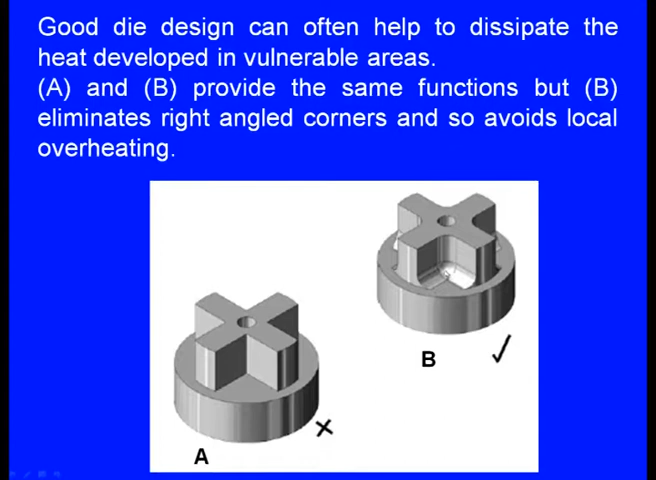 Good die design can often help to dissipate the
heat developed in vulnerable areas.
(A) and (B) provide the same functions but (B)
eliminates right angled corners and so avoids local
overheating.
B
A